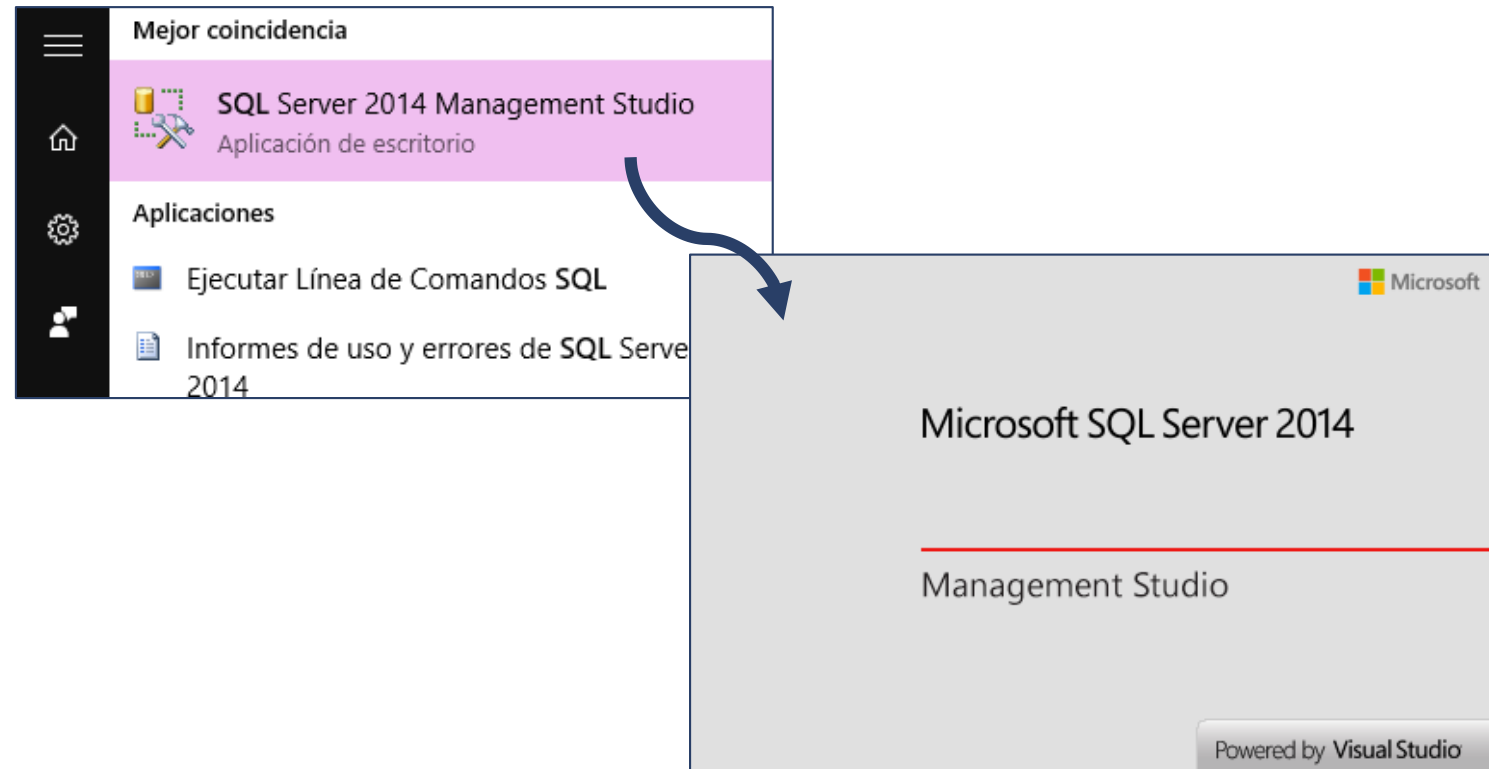 Mejor coincidencia
SQL Server 2014 Management Studio
Aplicación de escritorio
Aplicaciones
Ejecutar Línea de Comandos SQL
Informes de uso y errores de SQL Serve
2014
Microsoft
Microsoft SQL Server 2014
Management Studio
Powered by Visual Studio